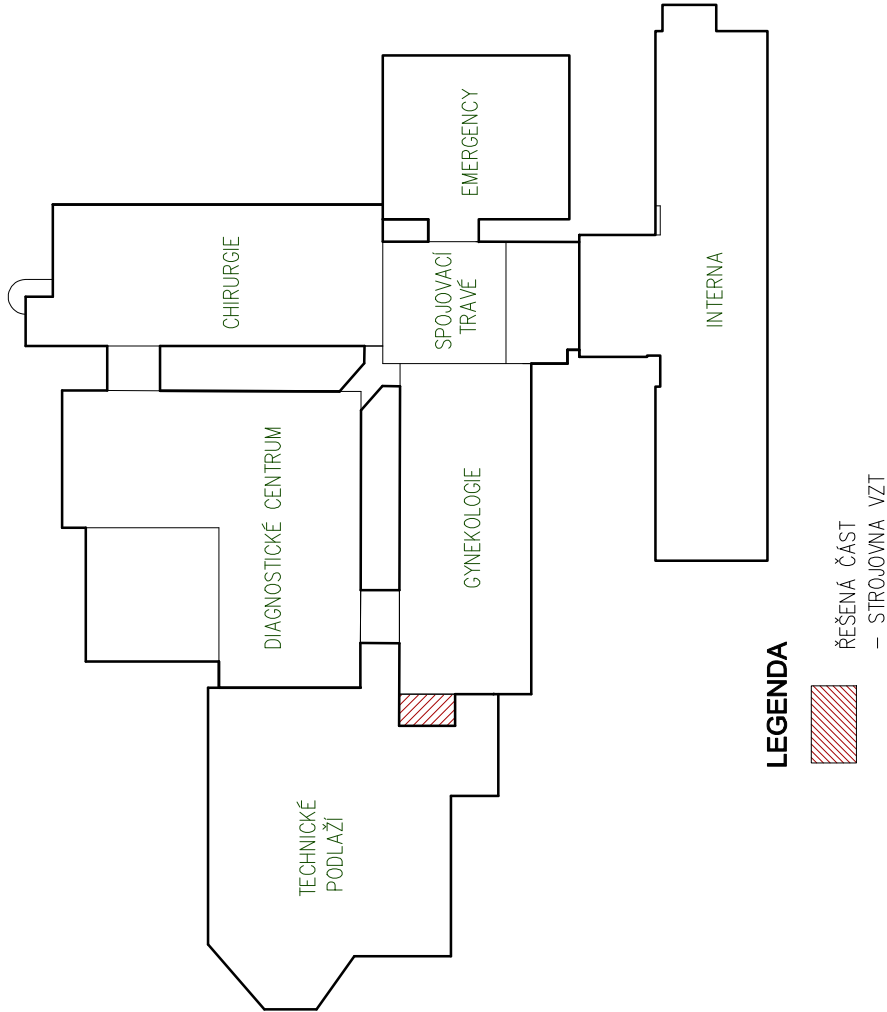 CHIRURGIE
EMERGENCY
SPOJOVACÍ
TRAVÉ
INTERNA
DIAGNOSTICKÉ CENTRUM
GYNEKOLOGIE
TECHNICKÉ
PODLAŽÍ
LEGENDA
ŘEŠENÁ ČÁST
– STROJOVNA VZT